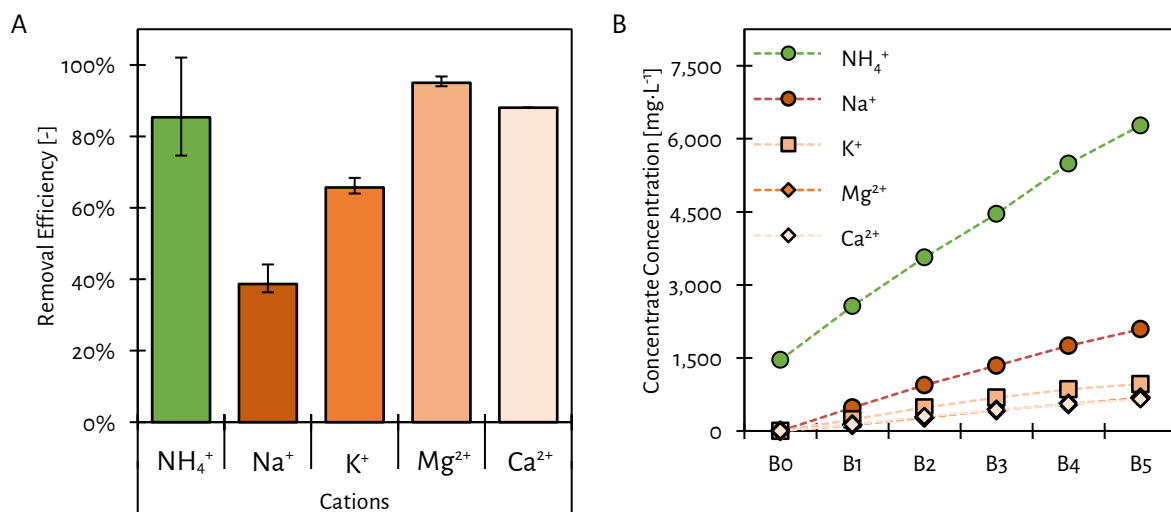 A
Removal Efficiency [-]
100%
80%
60%
40%
20%
0%
NH₄⁺ Na⁺ K⁺ Mg²⁺ Ca²⁺
Cations
B
Concentrate Concentration [mg·L⁻¹]
7,500
6,000
4,500
3,000
1,500
0
NH₄⁺
Na⁺
K⁺
Mg²⁺
Ca²⁺
B0 B1 B2 B3 B4 B5